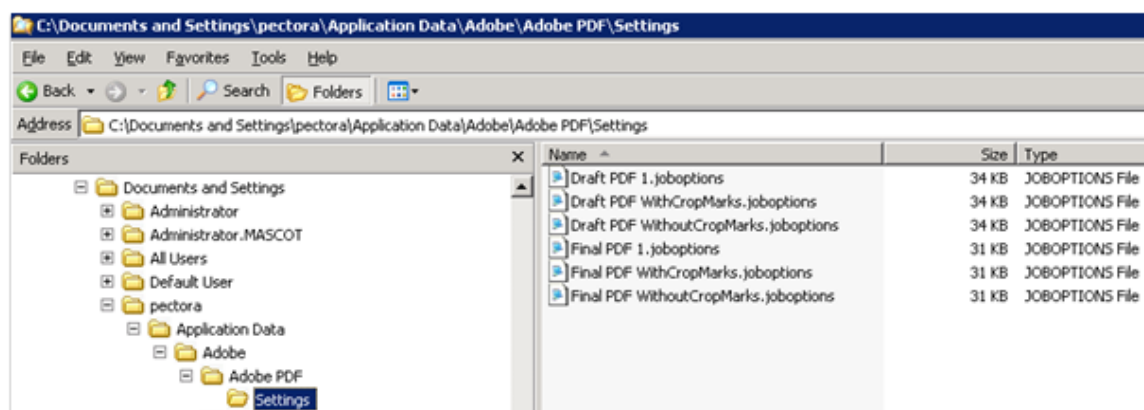 C:\Documents and Settings\pectora\Application Data\Adobe\Adobe PDF\Settings
File Edit View Favorites Tools Help
Back Search Folders
Address C:\Documents and Settings\pectora\Application Data\Adobe\Adobe PDF\Settings
Folders
Documents and Settings
Administrator
Administrator.MASCOT
All Users
Default User
pectora
Application Data
Adobe
Adobe PDF
Settings
Name Size Type
Draft PDF 1.joboptions 34 KB JOBOPTIONS File
Draft PDF WithCropMarks.joboptions 34 KB JOBOPTIONS File
Draft PDF WithoutCropMarks.joboptions 34 KB JOBOPTIONS File
Final PDF 1.joboptions 31 KB JOBOPTIONS File
Final PDF WithCropMarks.joboptions 31 KB JOBOPTIONS File
Final PDF WithoutCropMarks.joboptions 31 KB JOBOPTIONS File